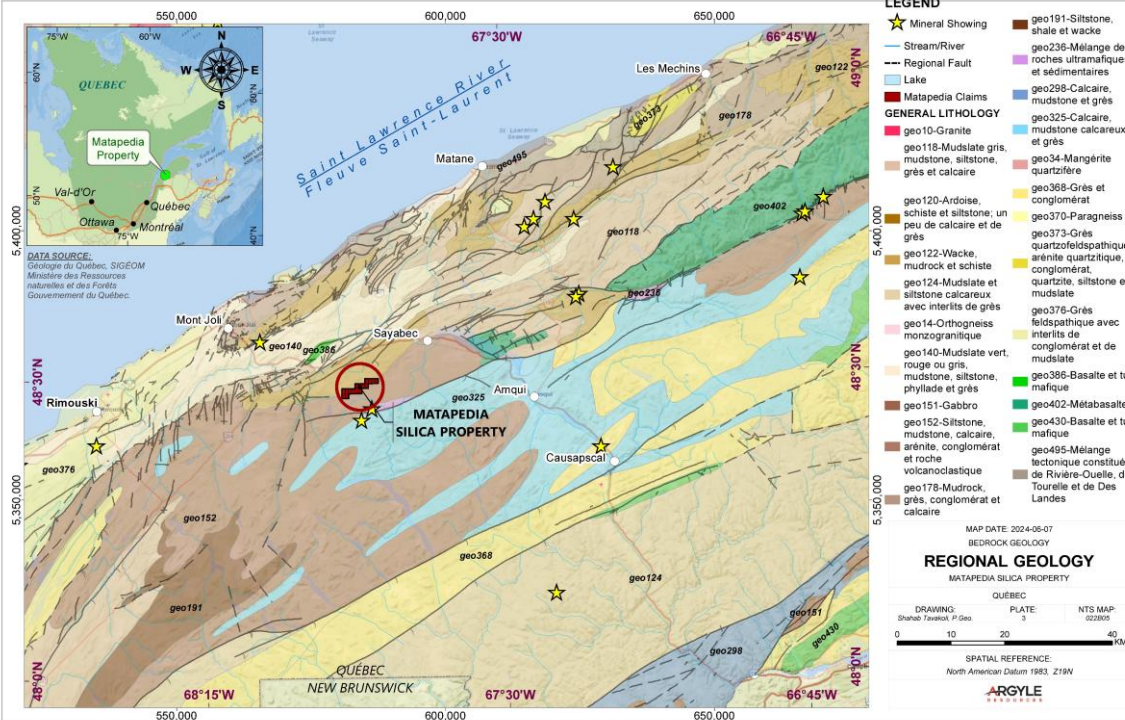 550,000
600,000
650,000
67°30'W
66°45'W
75°W
60°W
60°N
60°N
N
W
E
S
QUEBEC
Matapedia
Property
50°N
Val-d'Or
Québec
Ottawa
Montréal
75°W
40°N
DATA SOURCE:
Géologie du Québec, SIGÉOM
Ministère des Ressources
naturelles et des Forêts
Gouvernement du Québec.
Saint Lawrence River
Fleuve Saint-Laurent
Les Mechins
geo122
49°0'N
geo373
geo178
Matane
geo495
5,400,000
geo402
geo118
5,400,000
geo236
Mont Joli
Sayabec
geo140
geo386
48°30'N
48°30'N
Rimouski
geo325
Amqui
MATAPEDIA
SILICA PROPERTY
Causapscal
geo376
5,350,000
5,350,000
geo152
geo368
geo124
geo191
geo151
geo430
geo298
QUÉBEC
NEW BRUNSWICK
48°0'N
48°0'N
68°15'W
67°30'W
66°45'W
550,000
600,000
650,000
LEGEND
Mineral Showing
Stream/River
Regional Fault
Lake
Matapedia Claims
GENERAL LITHOLOGY
geo10-Granite
geo118-Mudslate gris,
mudstone, siltstone,
grès et calcaire
geo120-Ardoise,
schiste et siltstone; un
peu de calcaire et de
grès
geo122-Wacke,
mudrock et schiste
geo124-Mudslate et
siltstone calcareux
avec interlits de grès
geo14-Orthogneiss
monzogranitique
geo140-Mudslate vert,
rouge ou gris,
mudstone, siltstone,
phyllade et grès
geo151-Gabbro
geo152-Siltstone,
mudstone, calcaire,
arénite, conglomérat
et roche
volcanoclastique
geo178-Mudrock,
grès, conglomérat et
calcaire
geo191-Siltstone,
shale et wacke
geo236-Mélange de
roches ultramafiques
et sédimentaires
geo298-Calcaire,
mudstone et grès
geo325-Calcaire,
mudstone calcareux
et grès
geo34-Mangérite
quartzifère
geo368-Grès et
conglomérat
geo370-Paragneiss
geo373-Grès
quartzofeldspathique,
arénite quartzitique,
conglomérat,
quartzite, siltstone et
mudslate
geo376-Grès
feldspathique avec
interlits de
conglomérat et de
mudslate
geo386-Basalte et tu
mafique
geo402-Métabasalte
geo430-Basalte et tu
mafique
geo495-Mélange
tectonique constitué
de Rivière-Ouelle, d
Tourelle et de Des
Landes
MAP DATE: 2024-06-07
BEDROCK GEOLOGY
REGIONAL GEOLOGY
MATAPEDIA SILICA PROPERTY
QUÉBEC
DRAWING:
Shahab Tavakoli, P.Geo.
PLATE:
3
NTS MAP:
022B05
0 10 20 40
KM
SPATIAL REFERENCE:
North American Datum 1983, Z19N
ARGYLE
RESOURCES